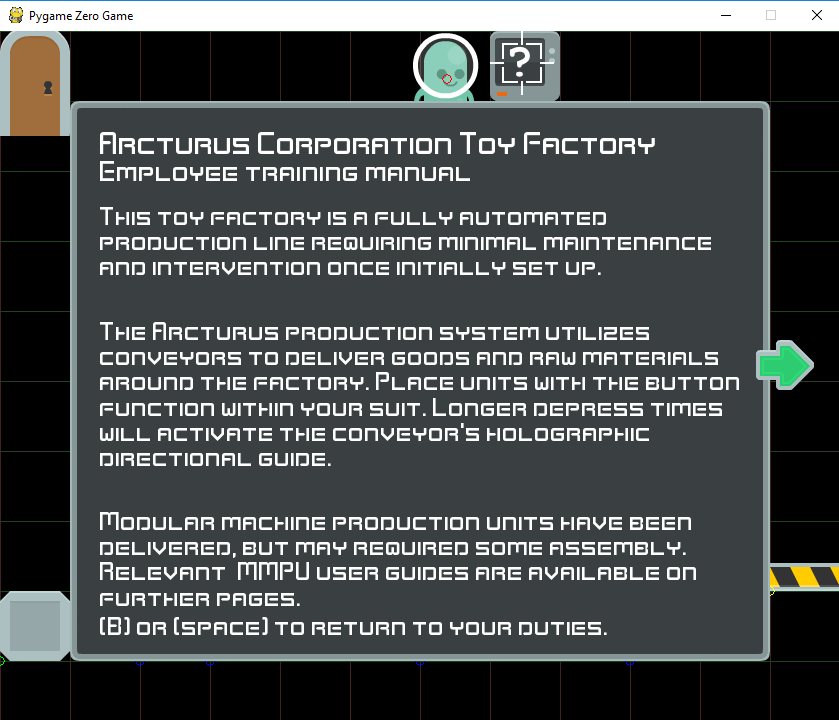 Pygame Zero Game
?
Arcturus Corporation Toy Factory
Employee training manual
This toy factory is a fully automated
production line requiring minimal maintenance
and intervention once initially set up.
The Arcturus production system utilizes
conveyors to deliver goods and raw materials
around the factory. Place units with the button
function within your suit. Longer depress times
will activate the conveyor's holographic
directional guide.
Modular machine production units have been
delivered, but may required some assembly.
Relevant MMPU user guides are available on
further pages.
(B) or (space) to return to your duties.